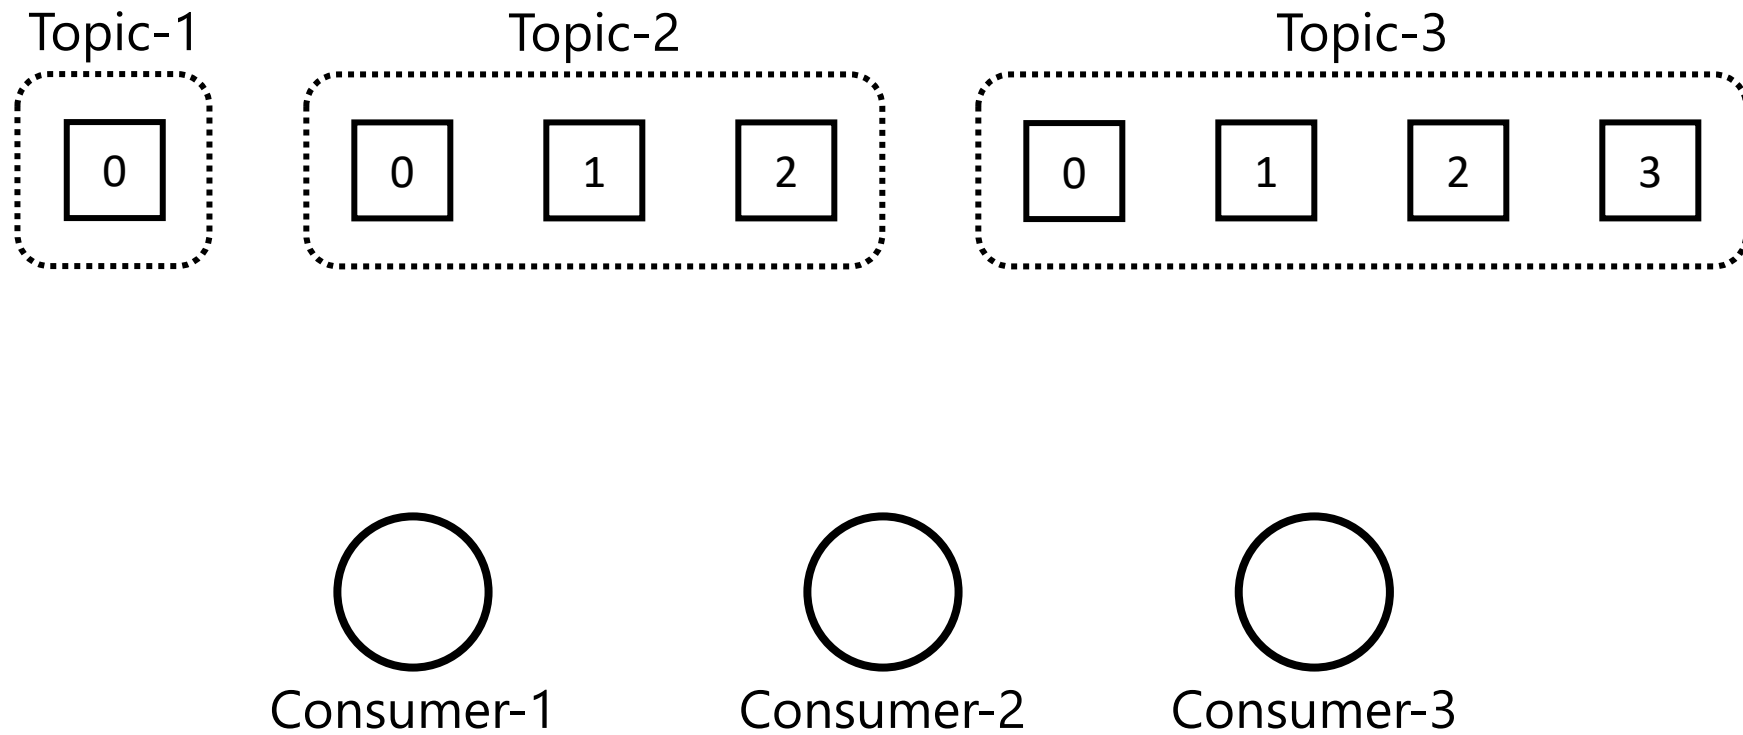 Topic-1 Topic-2 Topic-3
0 0 1 2 0 1 2 3
Consumer-1 Consumer-2 Consumer-3